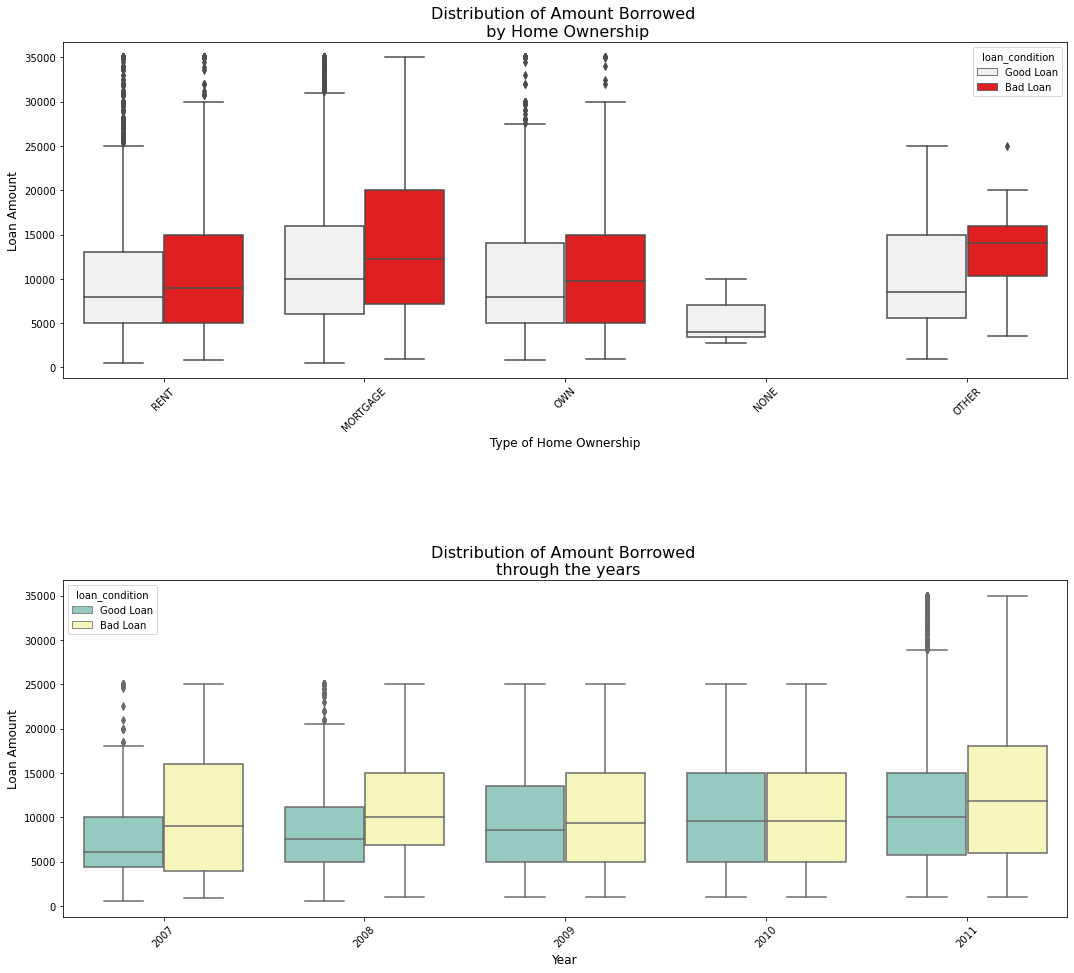 Distribution of Amount Borrowed
by Home Ownership
loan_condition
Good Loan
Bad Loan
Loan Amount
35000
30000
25000
20000
15000
10000
5000
0
RENT
MORTGAGE
OWN
NONE
OTHER
Type of Home Ownership
Distribution of Amount Borrowed
through the years
loan_condition
Good Loan
Bad Loan
Loan Amount
35000
30000
25000
20000
15000
10000
5000
0
2007
2008
2009
2010
2011
Year